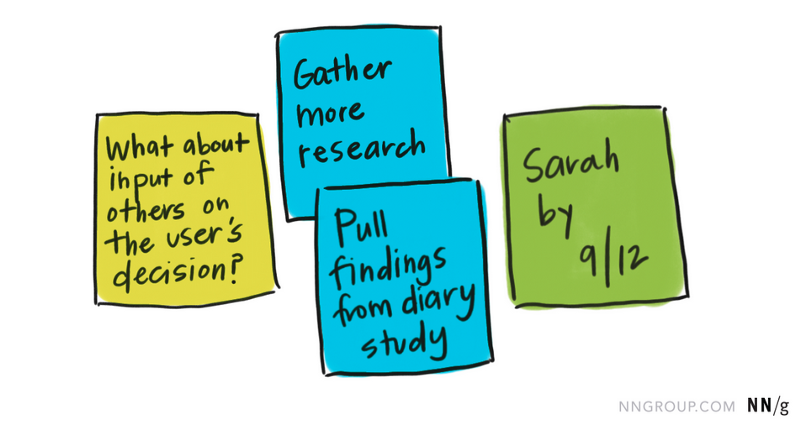 What about
input of
others on
the user's
decision?
Gather
more
research
Pull
findings
from diary
study
Sarah
by
9/12
NNGROUP.COM NN/g